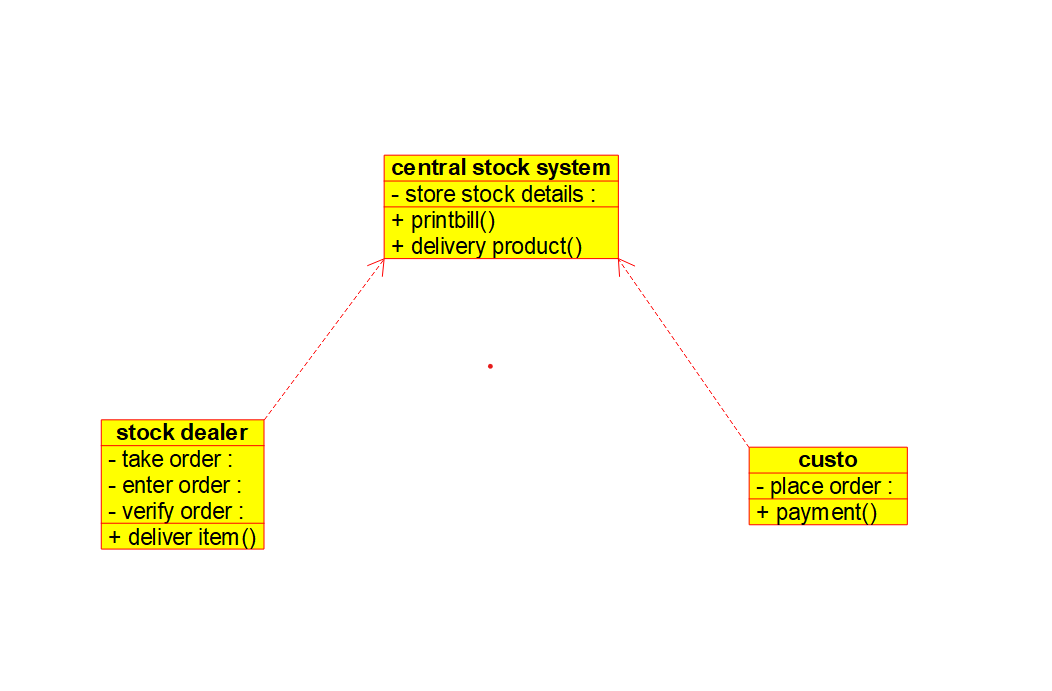 central stock system
- store stock details :
+ printbill()
+ delivery product()
stock dealer
- take order :
- enter order :
- verify order :
+ deliver item()
custo
- place order :
+ payment()